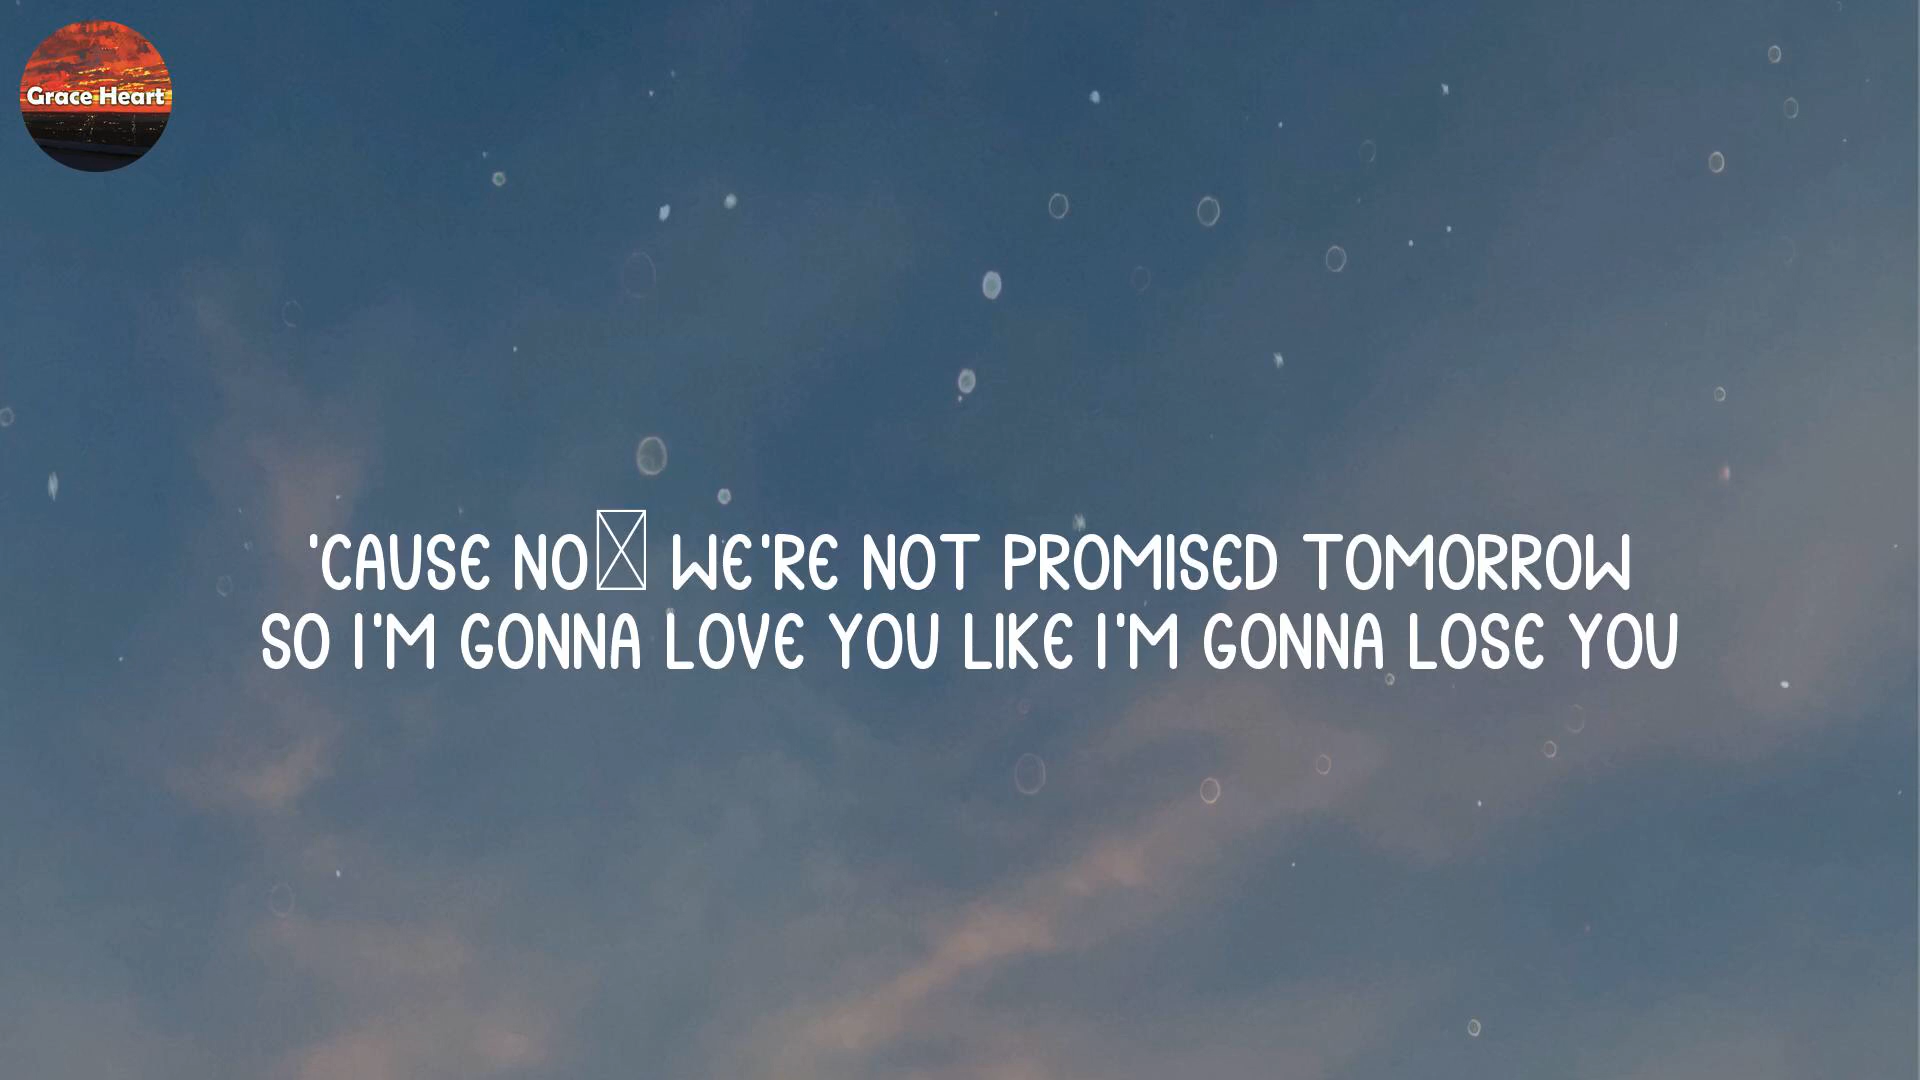 Grace Heart
'CAUSE NO☒ WE'RE NOT PROMISED TOMORROW
SO I'M GONNA LOVE YOU LIKE I'M GONNA LOSE YOU